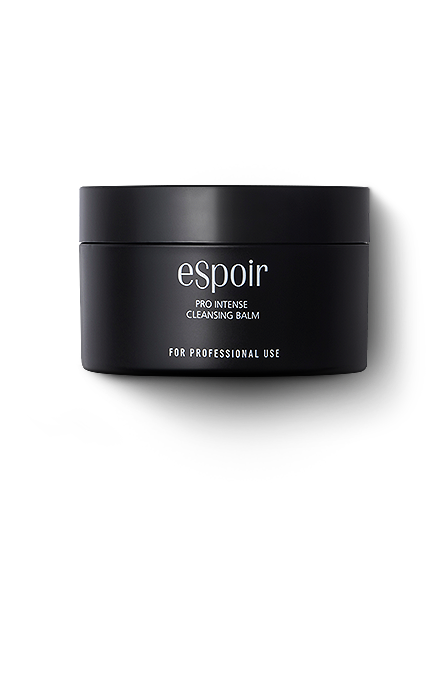 eSpoir
PRO INTENSE
CLEANSING BALM
FOR PROFESSIONAL USE